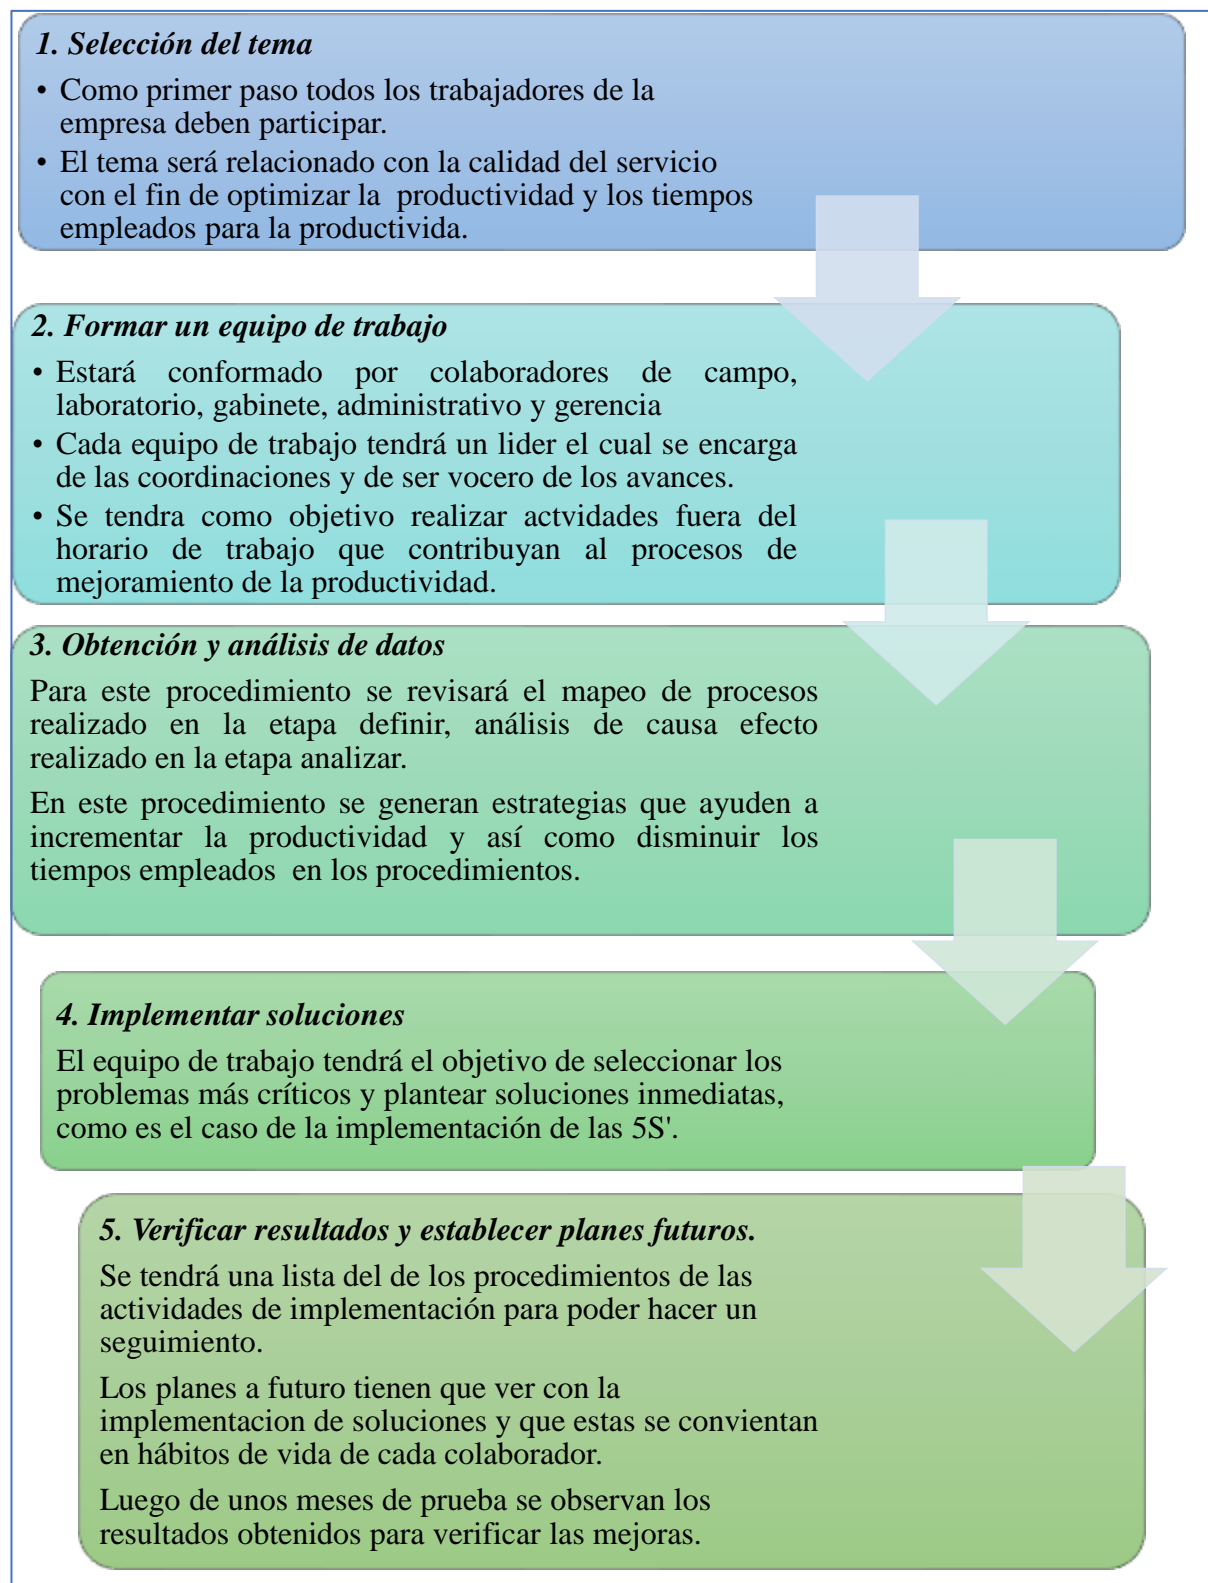 1. Selección del tema
• Como primer paso todos los trabajadores de la
empresa deben participar.
• El tema será relacionado con la calidad del servicio
con el fin de optimizar la productividad y los tiempos
empleados para la productivida.
2. Formar un equipo de trabajo
• Estará conformado por colaboradores de campo,
laboratorio, gabinete, administrativo y gerencia
• Cada equipo de trabajo tendrá un lider el cual se encarga
de las coordinaciones y de ser vocero de los avances.
• Se tendra como objetivo realizar actvidades fuera del
horario de trabajo que contribuyan al procesos de
mejoramiento de la productividad.
3. Obtención y análisis de datos
Para este procedimiento se revisará el mapeo de procesos
realizado en la etapa definir, análisis de causa efecto
realizado en la etapa analizar.
En este procedimiento se generan estrategias que ayuden a
incrementar la productividad y así como disminuir los
tiempos empleados en los procedimientos.
4. Implementar soluciones
El equipo de trabajo tendrá el objetivo de seleccionar los
problemas más críticos y plantear soluciones inmediatas,
como es el caso de la implementación de las 5S'.
5. Verificar resultados y establecer planes futuros.
Se tendrá una lista del de los procedimientos de las
actividades de implementación para poder hacer un
seguimiento.
Los planes a futuro tienen que ver con la
implementacion de soluciones y que estas se convientan
en hábitos de vida de cada colaborador.
Luego de unos meses de prueba se observan los
resultados obtenidos para verificar las mejoras.